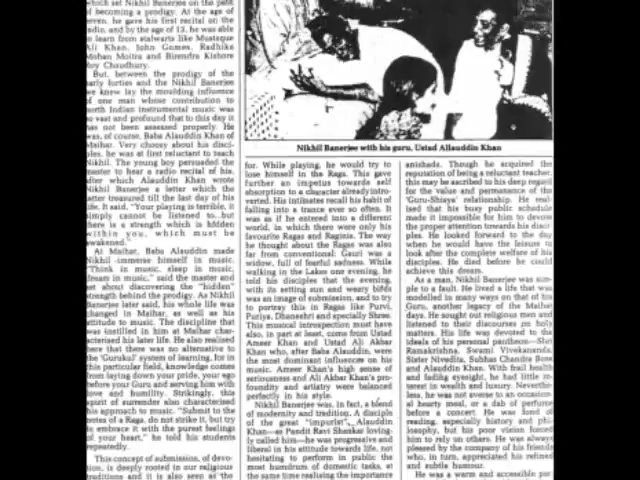 which set Nikhil Banerjee on the path
of becoming a prodigy. At the age of
seven, he gave his first recital on the
radio, and by the age of 13, he was able
to learn from stalwarts like Mustaque
Ali Khan, John Gomes, Radhika
Mohan Moitra and Birendra Kishore
Roy Chaudhury.
But, between the prodigy of the
early forties and the Nikhil Banerjee
we knew lay the moulding influence
of one man whose contribution to
North Indian instrumental music was
so vast and profound that to this day it
has not been assessed properly. He
was, of course, Baba Alauddin Khan of
Maihar. Very choosy about his disci-
ples, he was at first reluctant to teach
Nikhil. The young boy persuaded the
master to hear a radio recital of his,
after which Alauddin Khan wrote
Nikhil Banerjee a letter which the
latter treasured till the last day of his
life. It said, "Your playing is terrible, it
simply cannot be listened to...but
there is a strength which is hidden
within you, which must be
awakened."
At Maihar, Baba Alauddin made
Nikhil immerse himself in music.
"Think in music, sleep in music,
dream in music," said the master and
set about discovering the "hidden"
strength behind the prodigy. As Nikhil
Banerjee later said, his whole life was
changed in Maihar, as well as his
attitude to music. The discipline that
was instilled in him at Maihar char-
acterised his later life. He also realised
here that there was no alternative to
the 'Gurukul' system of learning, for in
this particular field, knowledge comes
from laying down your pride, your ego
before your Guru and serving him with
love and humility. Strikingly, this
spirit of surrender also characterised
his approach to music. "Submit to the
notes of a Raga, do not strike it, but try
to embrace it with the purest feelings
of your heart," he told his students
repeatedly.
This concept of submission, of devo-
tion, is deeply rooted in our religious
traditions and it is also seen as the
Nikhil Banerjee with his guru, Ustad Allauddin Khan
for. While playing, he would try to
lose himself in the Raga. This gave
further an impetus towards self
absorption to a character already intro-
verted. His intimates recall his habit of
falling into a trance ever so often. It
was as if he entered into a different
world, in which there were only his
favourite Ragas and Raginis. The way
he thought about the Ragas was also
far from conventional: Gauri was a
widow, full of fearful sadness. While
walking in the Lakes one evening, he
told his disciples that the evening,
with its setting sun and weary birds
was an image of submission, and to try
to portray this in Ragas like Purvi,
Puriya, Dhaneshri and specially Shree.
This musical introspection must have
also, in part at least, come from Ustad
Ameer Khan and Ustad Ali Akbar
Khan who, after Baba Alauddin, were
the most dominant influences on his
music. Ameer Khan's high sense of
seriousness and Ali Akbar Khan's pro-
fundity and artistry were balanced
perfectly in his style.
Nikhil Banerjee was, in fact, a blend
of modernity and tradition. A disciple
of the great "impurist", Alauddin
Khan—as Pandit Ravi Shankar loving-
ly called him—he was progressive and
liberal in his attitude towards life, not
hesitating to perform in public the
most humdrum of domestic tasks, at
the same time realising the importance
anishads. Though he acquired the
reputation of being a reluctant teacher,
this may be ascribed to his deep regard
for the value and permanence of the
'Guru-Shisya' relationship. He real-
ised that his busy public schedule
made it impossible for him to devote
the proper attention towards his disci-
ples. He looked forward to the day
when he would have the leisure to
look after the complete welfare of his
disciples. He died before he could
achieve this dream.
As a man, Nikhil Banerjee was sim-
ple to a fault. He lived a life that was
modelled in many ways on that of his
Guru, another legacy of the Maihar
days. He sought out religious men and
listened to their discourses on holy
matters. His life was devoted to the
ideals of his personal pantheon—Shri
Ramakrishna, Swami Vivekananda,
Sister Nivedita, Subhas Chandra Bose
and Alauddin Khan. With frail health
and fading eyesight, he had little in-
terest in wealth and luxury. Neverthe-
less, he was not averse to an occasion-
al hearty meal, or a dab of perfume
before a concert. He was fond of
reading, especially history and phi-
losophy, but his poor vision forced
him to rely on others. He was always
pleased by the company of his friends
who, in turn, appreciated his refined
and subtle humour.
He was a warm and accessible per-